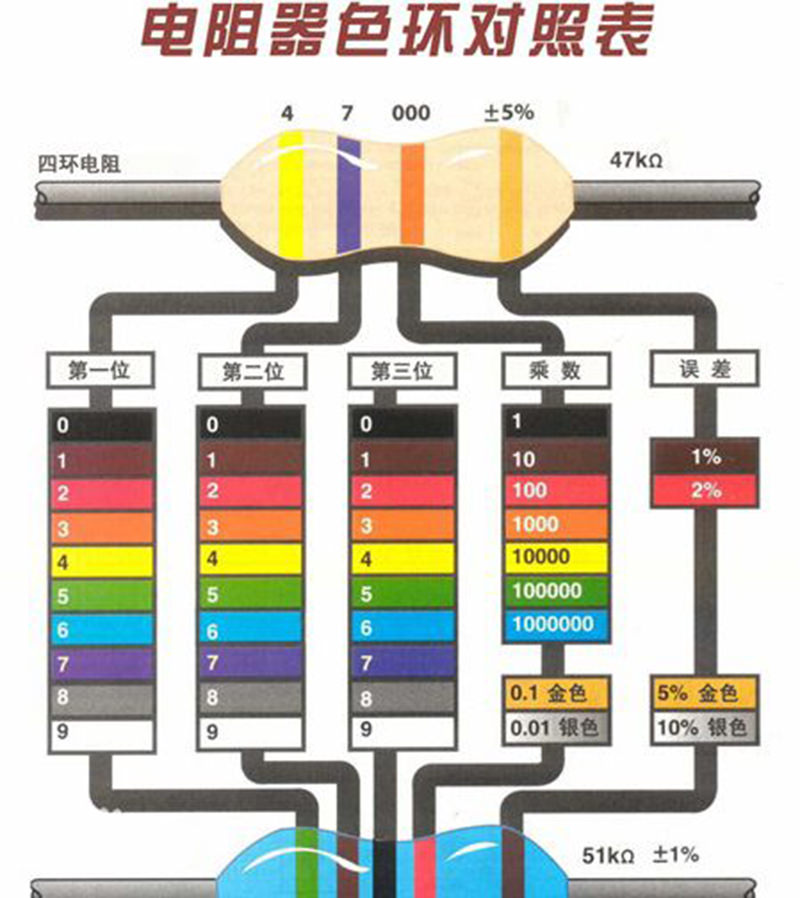 电阻器色环对照表
4 7 000 ±5%
四环电阻 47kΩ
第一位 第二位 第三位 乘数 误差
0 0 0 1
1 1 1 10 1%
2 2 2 100 2%
3 3 3 1000
4 4 4 10000
5 5 5 100000
6 6 6 1000000
7 7 7
8 8 8 0.1 金色 5% 金色
9 9 9 0.01 银色 10% 银色
51kΩ ±1%